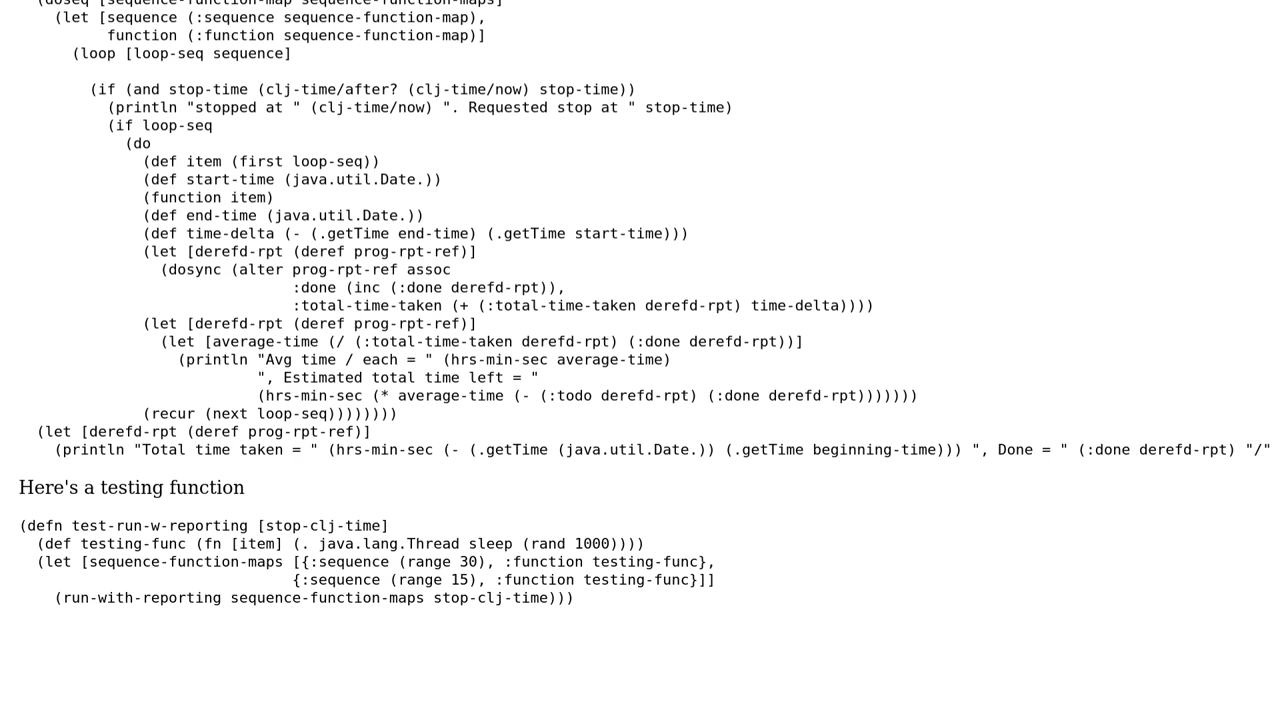 (doseq [sequence-function-map sequence-function-maps]
(let [sequence (:sequence sequence-function-map),
function (:function sequence-function-map)]
(loop [loop-seq sequence]
(if (and stop-time (clj-time/after? (clj-time/now) stop-time))
(println "stopped at " (clj-time/now) ". Requested stop at " stop-time)
(if loop-seq
(do
(def item (first loop-seq))
(def start-time (java.util.Date.))
(function item)
(def end-time (java.util.Date.))
(def time-delta (- (.getTime end-time) (.getTime start-time)))
(let [derefd-rpt (deref prog-rpt-ref)]
(dosync (alter prog-rpt-ref assoc
:done (inc (:done derefd-rpt)),
:total-time-taken (+ (:total-time-taken derefd-rpt) time-delta))))
(let [derefd-rpt (deref prog-rpt-ref)]
(let [average-time (/ (:total-time-taken derefd-rpt) (:done derefd-rpt))]
(println "Avg time / each = " (hrs-min-sec average-time)
", Estimated total time left = "
(hrs-min-sec (* average-time (- (:todo derefd-rpt) (:done derefd-rpt)))))))
(recur (next loop-seq))))))))
(let [derefd-rpt (deref prog-rpt-ref)]
(println "Total time taken = " (hrs-min-sec (- (.getTime (java.util.Date.)) (.getTime beginning-time))) ", Done = " (:done derefd-rpt) "/"
Here's a testing function
(defn test-run-w-reporting [stop-clj-time]
(def testing-func (fn [item] (. java.lang.Thread sleep (rand 1000))))
(let [sequence-function-maps [{:sequence (range 30), :function testing-func},
{:sequence (range 15), :function testing-func}]]
(run-with-reporting sequence-function-maps stop-clj-time)))